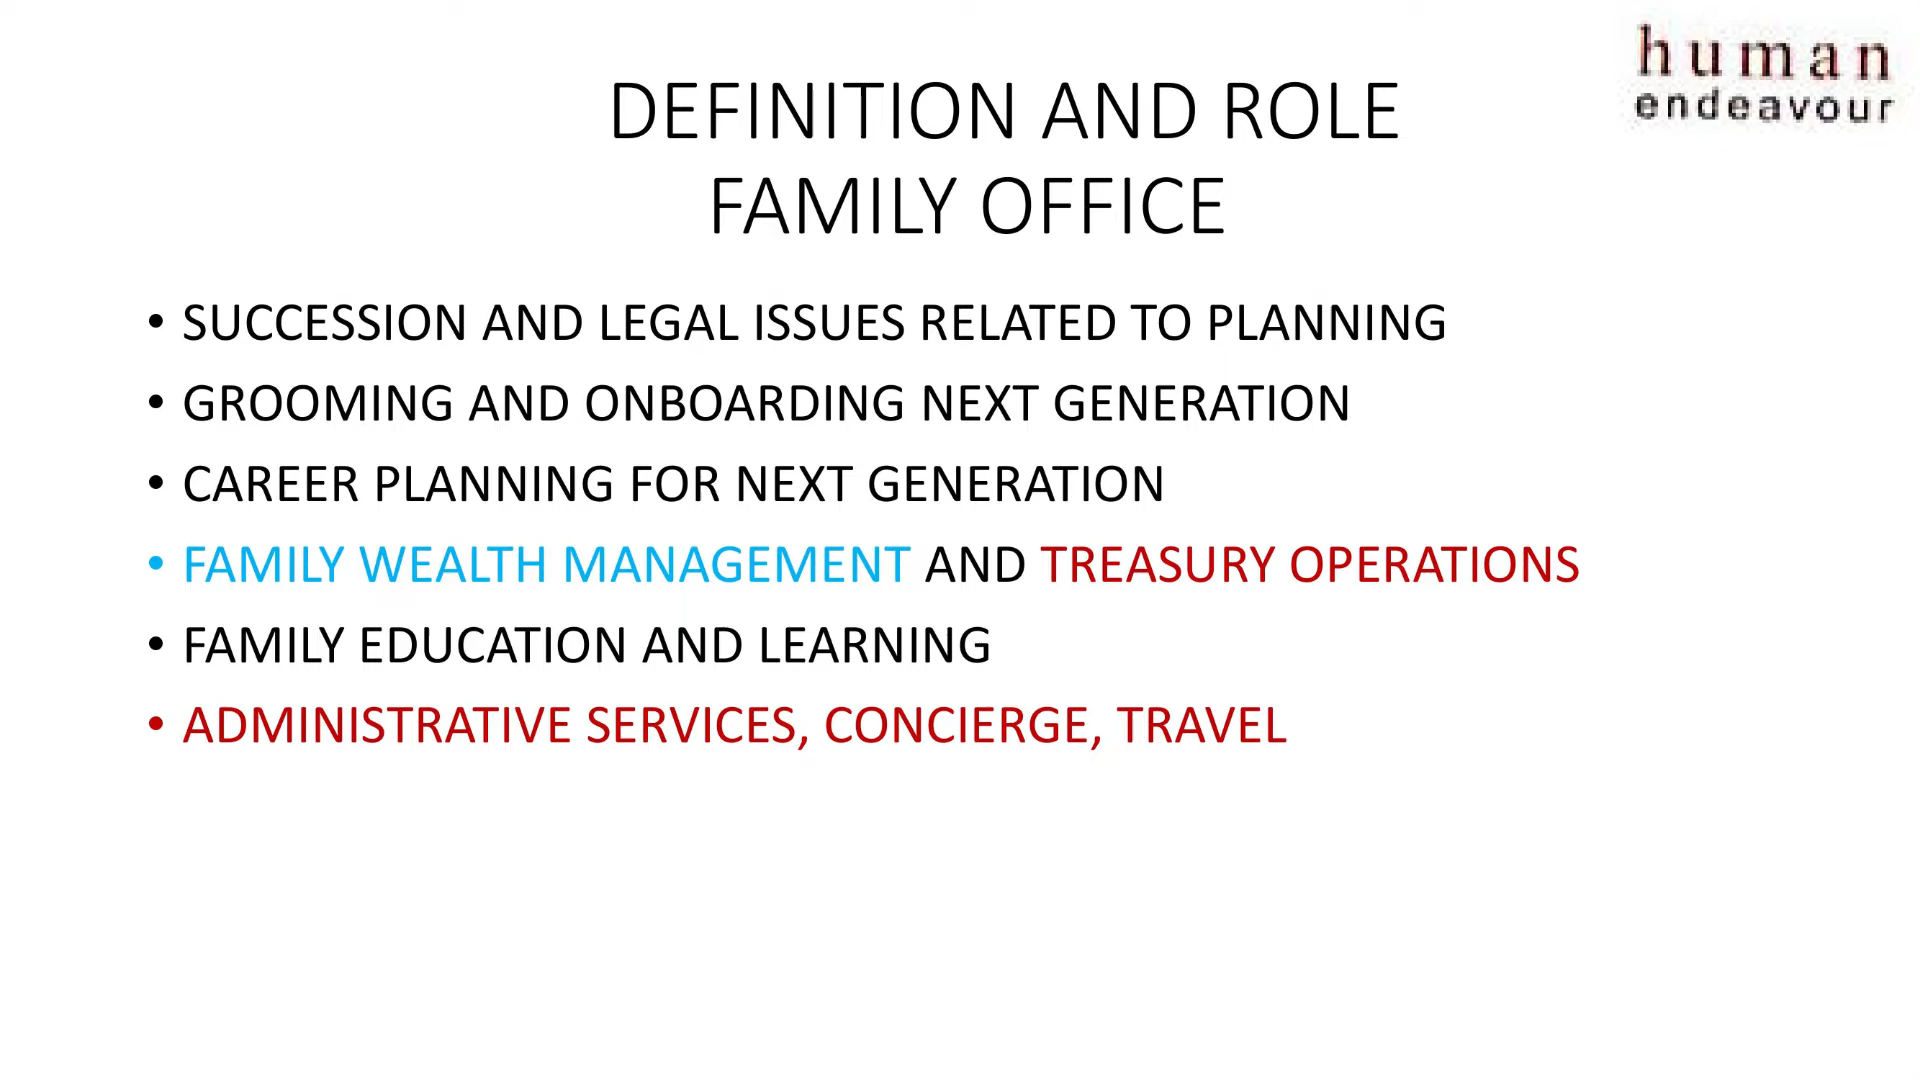 human
endeavour
DEFINITION AND ROLE
FAMILY OFFICE
• SUCCESSION AND LEGAL ISSUES RELATED TO PLANNING
• GROOMING AND ONBOARDING NEXT GENERATION
• CAREER PLANNING FOR NEXT GENERATION
• FAMILY WEALTH MANAGEMENT AND TREASURY OPERATIONS
• FAMILY EDUCATION AND LEARNING
• ADMINISTRATIVE SERVICES, CONCIERGE, TRAVEL